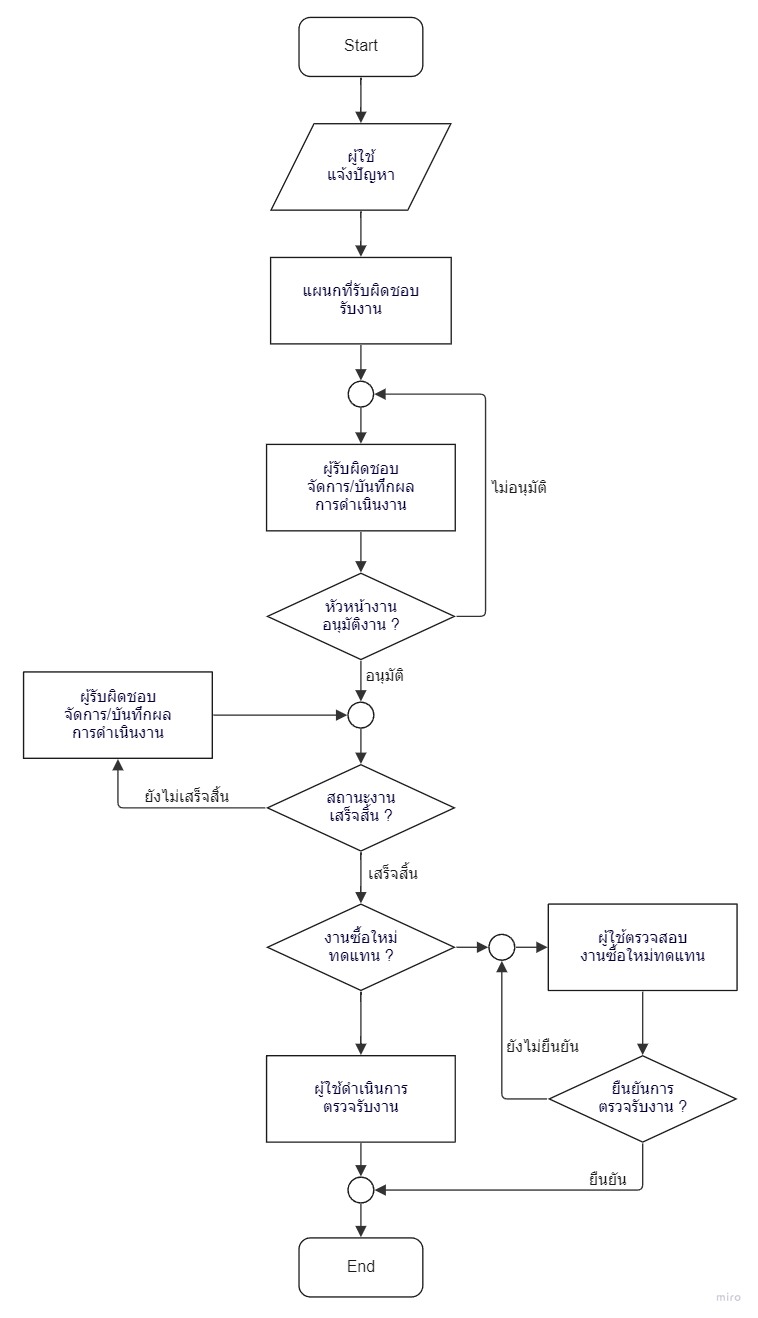 Start
ผู้ใช้
แจ้งปัญหา
แผนกที่รับผิดชอบ
รับงาน
ผู้รับผิดชอบ
จัดการ/บันทึกผล
การดำเนินงาน
ไม่อนุมัติ
หัวหน้างาน
อนุมัติงาน ?
อนุมัติ
ผู้รับผิดชอบ
จัดการ/บันทึกผล
การดำเนินงาน
ยังไม่เสร็จสิ้น
สถานะงาน
เสร็จสิ้น ?
เสร็จสิ้น
งานซื้อใหม่
ทดแทน ?
ผู้ใช้ตรวจสอบ
งานซื้อใหม่ทดแทน
ยังไม่ยืนยัน
ยืนยันการ
ตรวจรับงาน ?
ผู้ใช้ดำเนินการ
ตรวจรับงาน
ยืนยัน
End
miro